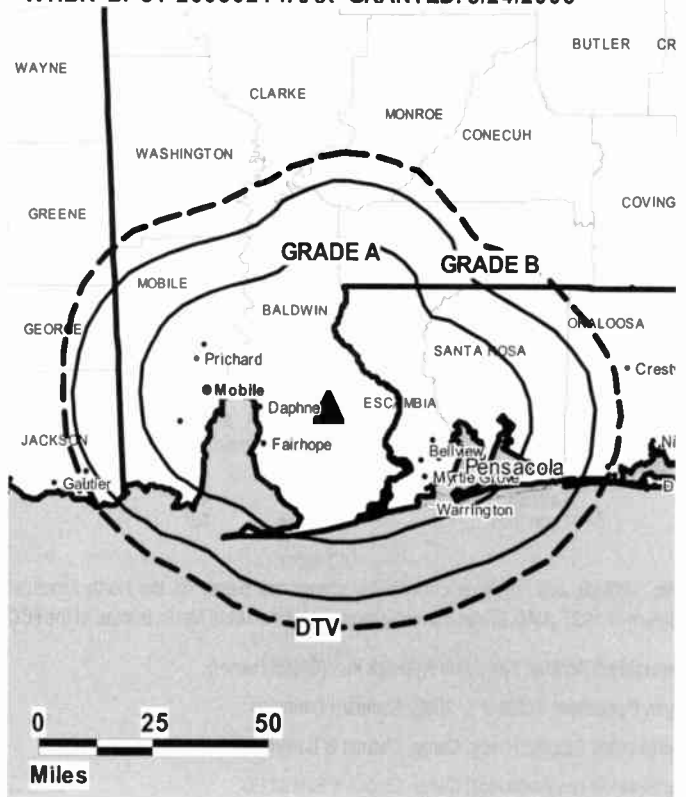 BUTLER CR
WAYNE
CLARKE
MONROE
CONECUH
WASHINGTON
GREENE
COVING
GRADE A
GRADE B
MOBILE
BALDWIN
GEORGE
OKALOOSA
Prichard
SANTA ROSA
Crest
Mobile
Daphne
ESCAMBIA
Fairhope
JACKSON
Bellview
Pensacola
Ni
Gautier
Myrtle Grove
D
Warrington
DTV
0 25 50
Miles